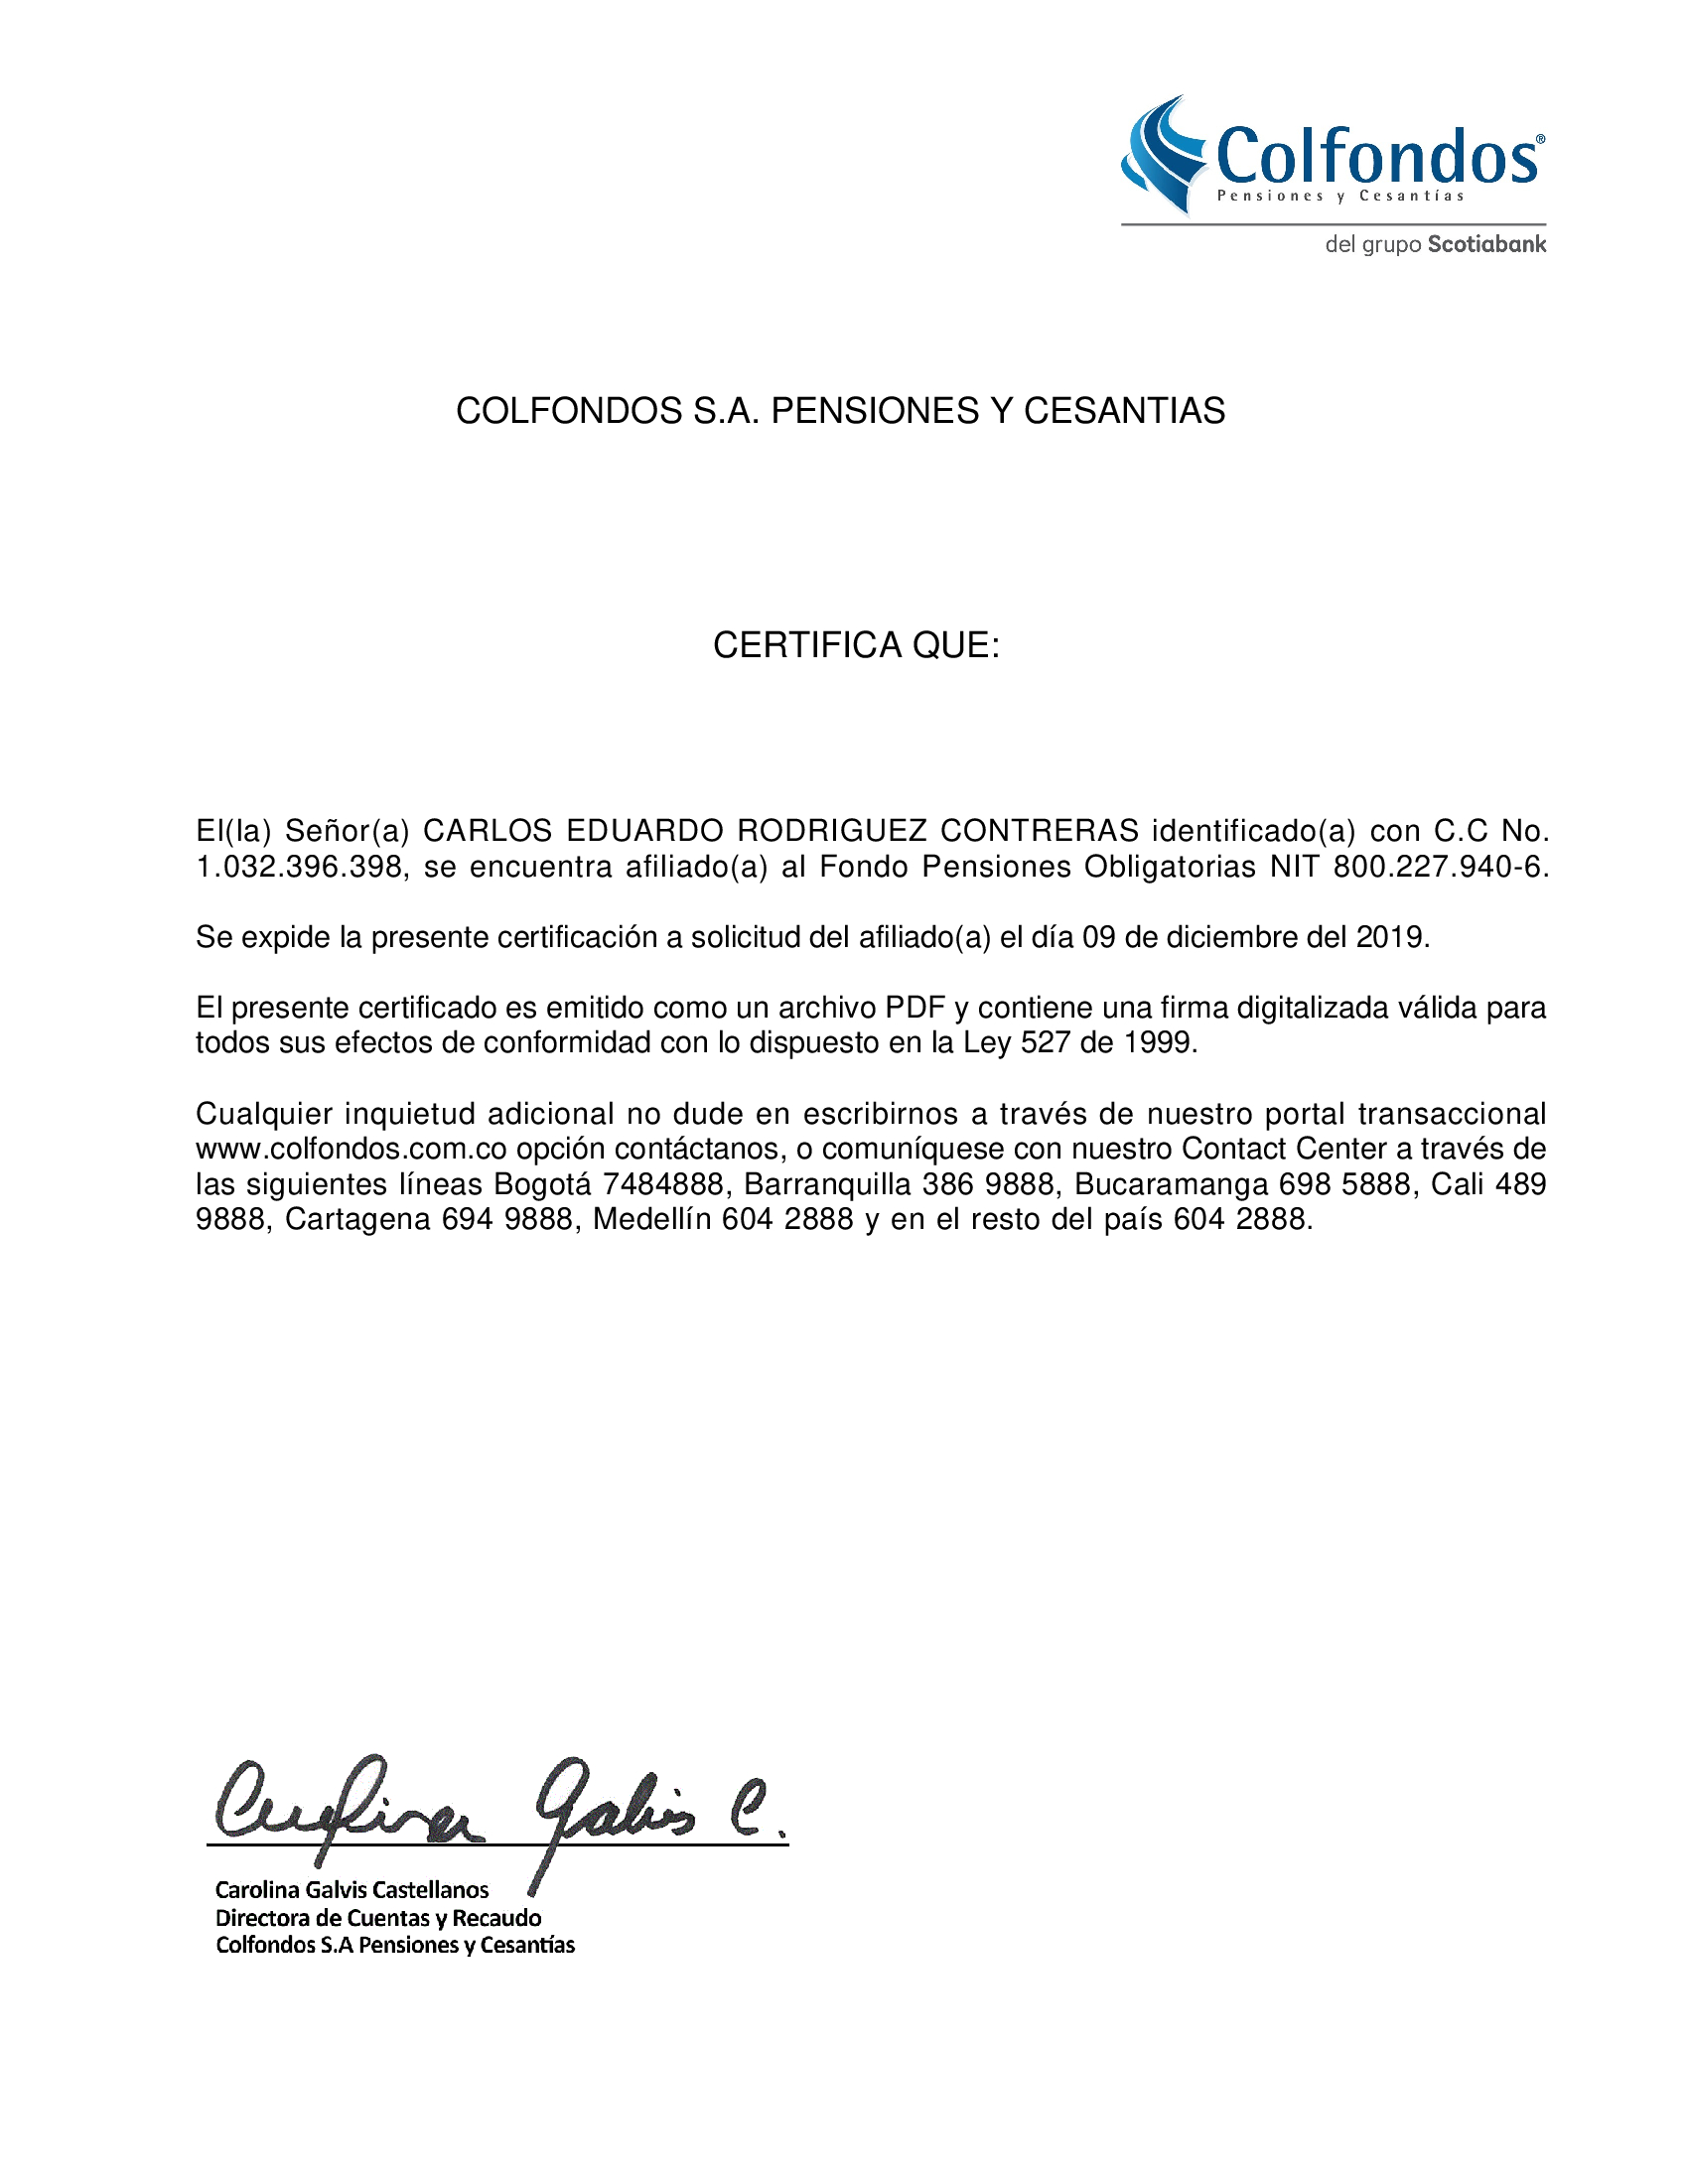 Colfondos®
Pensiones y Cesantías
del grupo Scotiabank
COLFONDOS S.A. PENSIONES Y CESANTIAS
CERTIFICA QUE:
El(la) Señor(a) CARLOS EDUARDO RODRIGUEZ CONTRERAS identificado(a) con C.C No.
1.032.396.398, se encuentra afiliado(a) al Fondo Pensiones Obligatorias NIT 800.227.940-6.
Se expide la presente certificación a solicitud del afiliado(a) el día 09 de diciembre del 2019.
El presente certificado es emitido como un archivo PDF y contiene una firma digitalizada válida para
todos sus efectos de conformidad con lo dispuesto en la Ley 527 de 1999.
Cualquier inquietud adicional no dude en escribirnos a través de nuestro portal transaccional
www.colfondos.com.co opción contáctanos, o comuníquese con nuestro Contact Center a través de
las siguientes líneas Bogotá 7484888, Barranquilla 386 9888, Bucaramanga 698 5888, Cali 489
9888, Cartagena 694 9888, Medellín 604 2888 y en el resto del país 604 2888.
Carolina Galvis C.
Carolina Galvis Castellanos
Directora de Cuentas y Recaudo
Colfondos S.A Pensiones y Cesantías